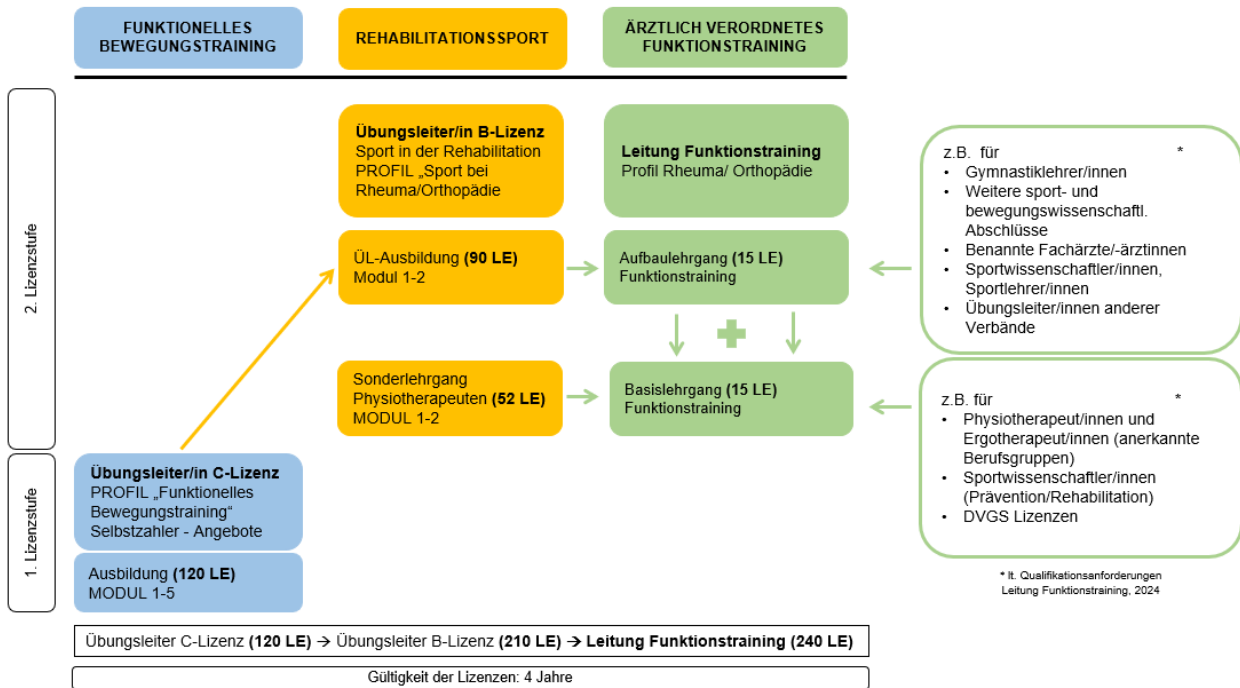 FUNKTIONELLES
BEWEGUNGSTRAINING
REHABILITATIONSSPORT
ÄRZTLICH VERORDNETES
FUNKTIONTRAINING
2. Lizenzstufe
Übungsleiter/in B-Lizenz
Sport in der Rehabilitation
PROFIL „Sport bei
Rheuma/Orthopädie
Leitung Funktionstraining
Profil Rheuma/ Orthopädie
ÜL-Ausbildung (90 LE)
Modul 1-2
Aufbaulehrgang (15 LE)
Funktionstraining
z.B. für *
• Gymnastiklehrer/innen
• Weitere sport- und
bewegungswissenschaftl.
Abschlüsse
• Benannte Fachärzte/-ärztinnen
• Sportwissenschaftler/innen,
Sportlehrer/innen
• Übungsleiter/innen anderer
Verbände
Sonderlehrgang
Physiotherapeuten (52 LE)
MODUL 1-2
Basislehrgang (15 LE)
Funktionstraining
z.B. für *
• Physiotherapeut/innen und
Ergotherapeut/innen (anerkannte
Berufsgruppen)
• Sportwissenschaftler/innen
(Prävention/Rehabilitation)
• DVGS Lizenzen
1. Lizenzstufe
Übungsleiter/in C-Lizenz
PROFIL „Funktionelles
Bewegungstraining“
Selbstzahler - Angebote
Ausbildung (120 LE)
MODUL 1-5
* lt. Qualifikationsanforderungen
Leitung Funktionstraining, 2024
Übungsleiter C-Lizenz (120 LE) → Übungsleiter B-Lizenz (210 LE) → Leitung Funktionstraining (240 LE)
Gültigkeit der Lizenzen: 4 Jahre